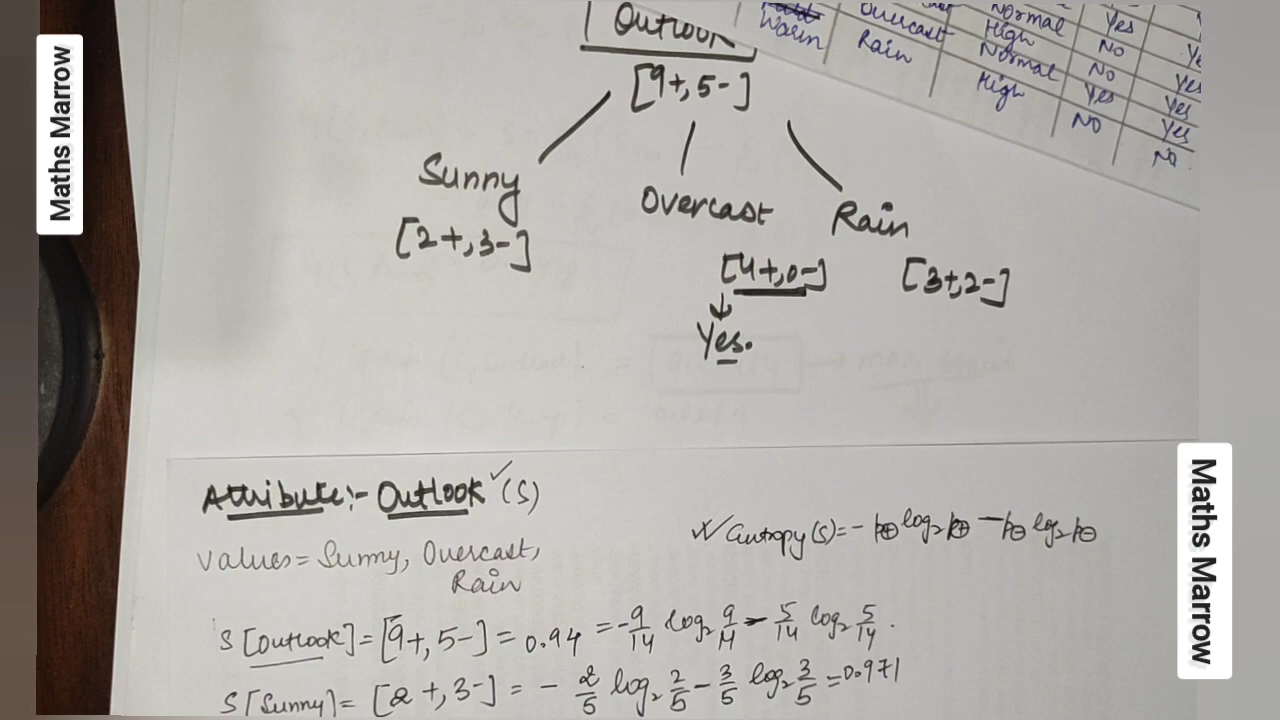 Maths Marrow
Outlook
[9+, 5-]
Sunny
[2+, 3-]
Overcast
[4+, 0-]
Yes.
Rain
[3+, 2-]
Warm Overcast Normal Yes
Rain High No Yes
Normal No Yes
High Yes Yes
No Yes
No
Attribute:- Outlook ✓ (S)
Values = Sunny, Overcast,
Rain
Entropy (S) = - p⊕ log₂ p⊕ - p⊖ log₂ p⊖
S [Outlook] = [9+, 5-] = 0.94 = -9/14 log₂ 9/14 - 5/14 log₂ 5/14 .
S [Sunny] = [2+, 3-] = - 2/5 log₂ 2/5 - 3/5 log₂ 3/5 = 0.971
Maths Marrow